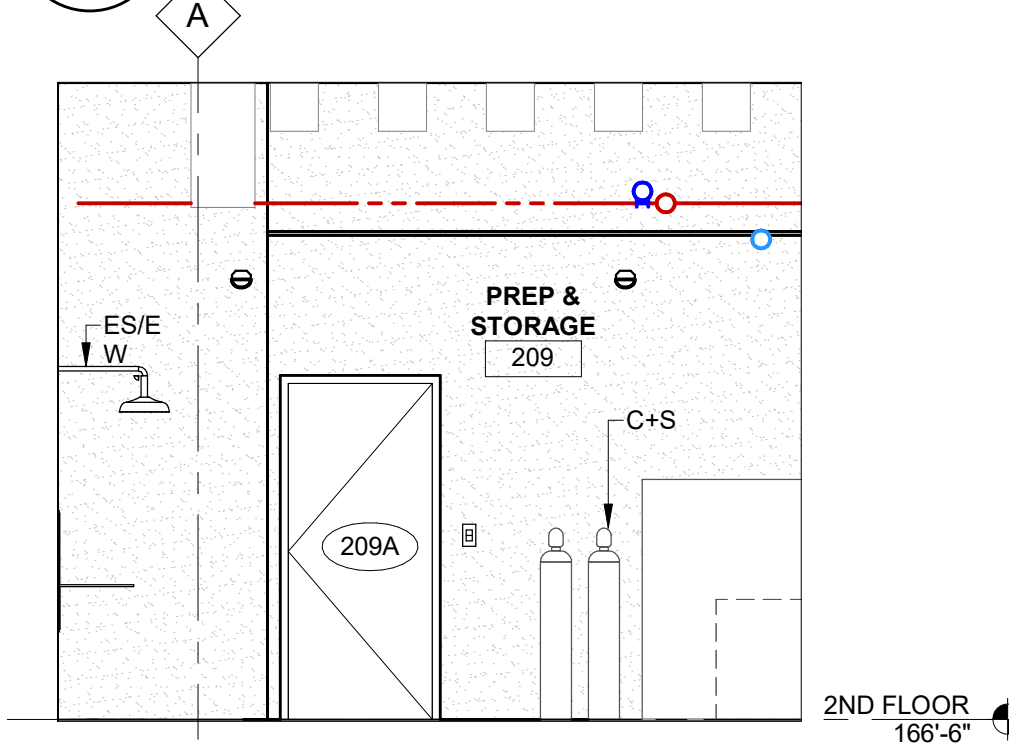 A
PREP &
STORAGE
209
ES/E
W
C+S
209A
2ND FLOOR
166'-6"